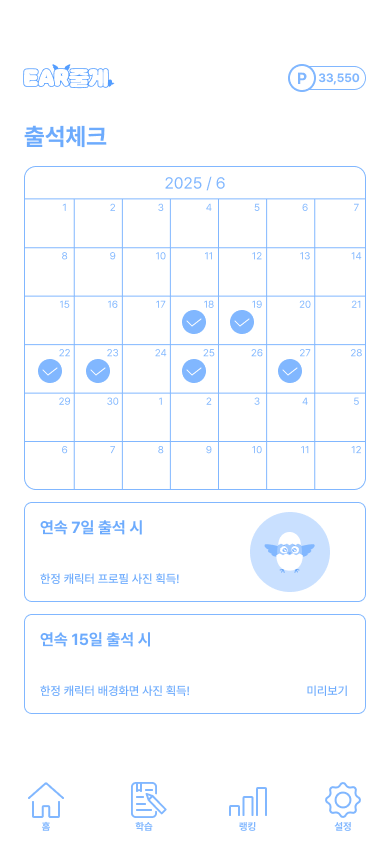 EAR줄게
P 33,550
출석체크
2025 / 6
1 2 3 4 5 6 7
8 9 10 11 12 13 14
15 16 17 18 19 20 21
22 23 24 25 26 27 28
29 30 1 2 3 4 5
6 7 8 9 10 11 12
연속 7일 출석 시
한정 캐릭터 프로필 사진 획득!
연속 15일 출석 시
한정 캐릭터 배경화면 사진 획득!
미리보기
홈 학습 랭킹 설정